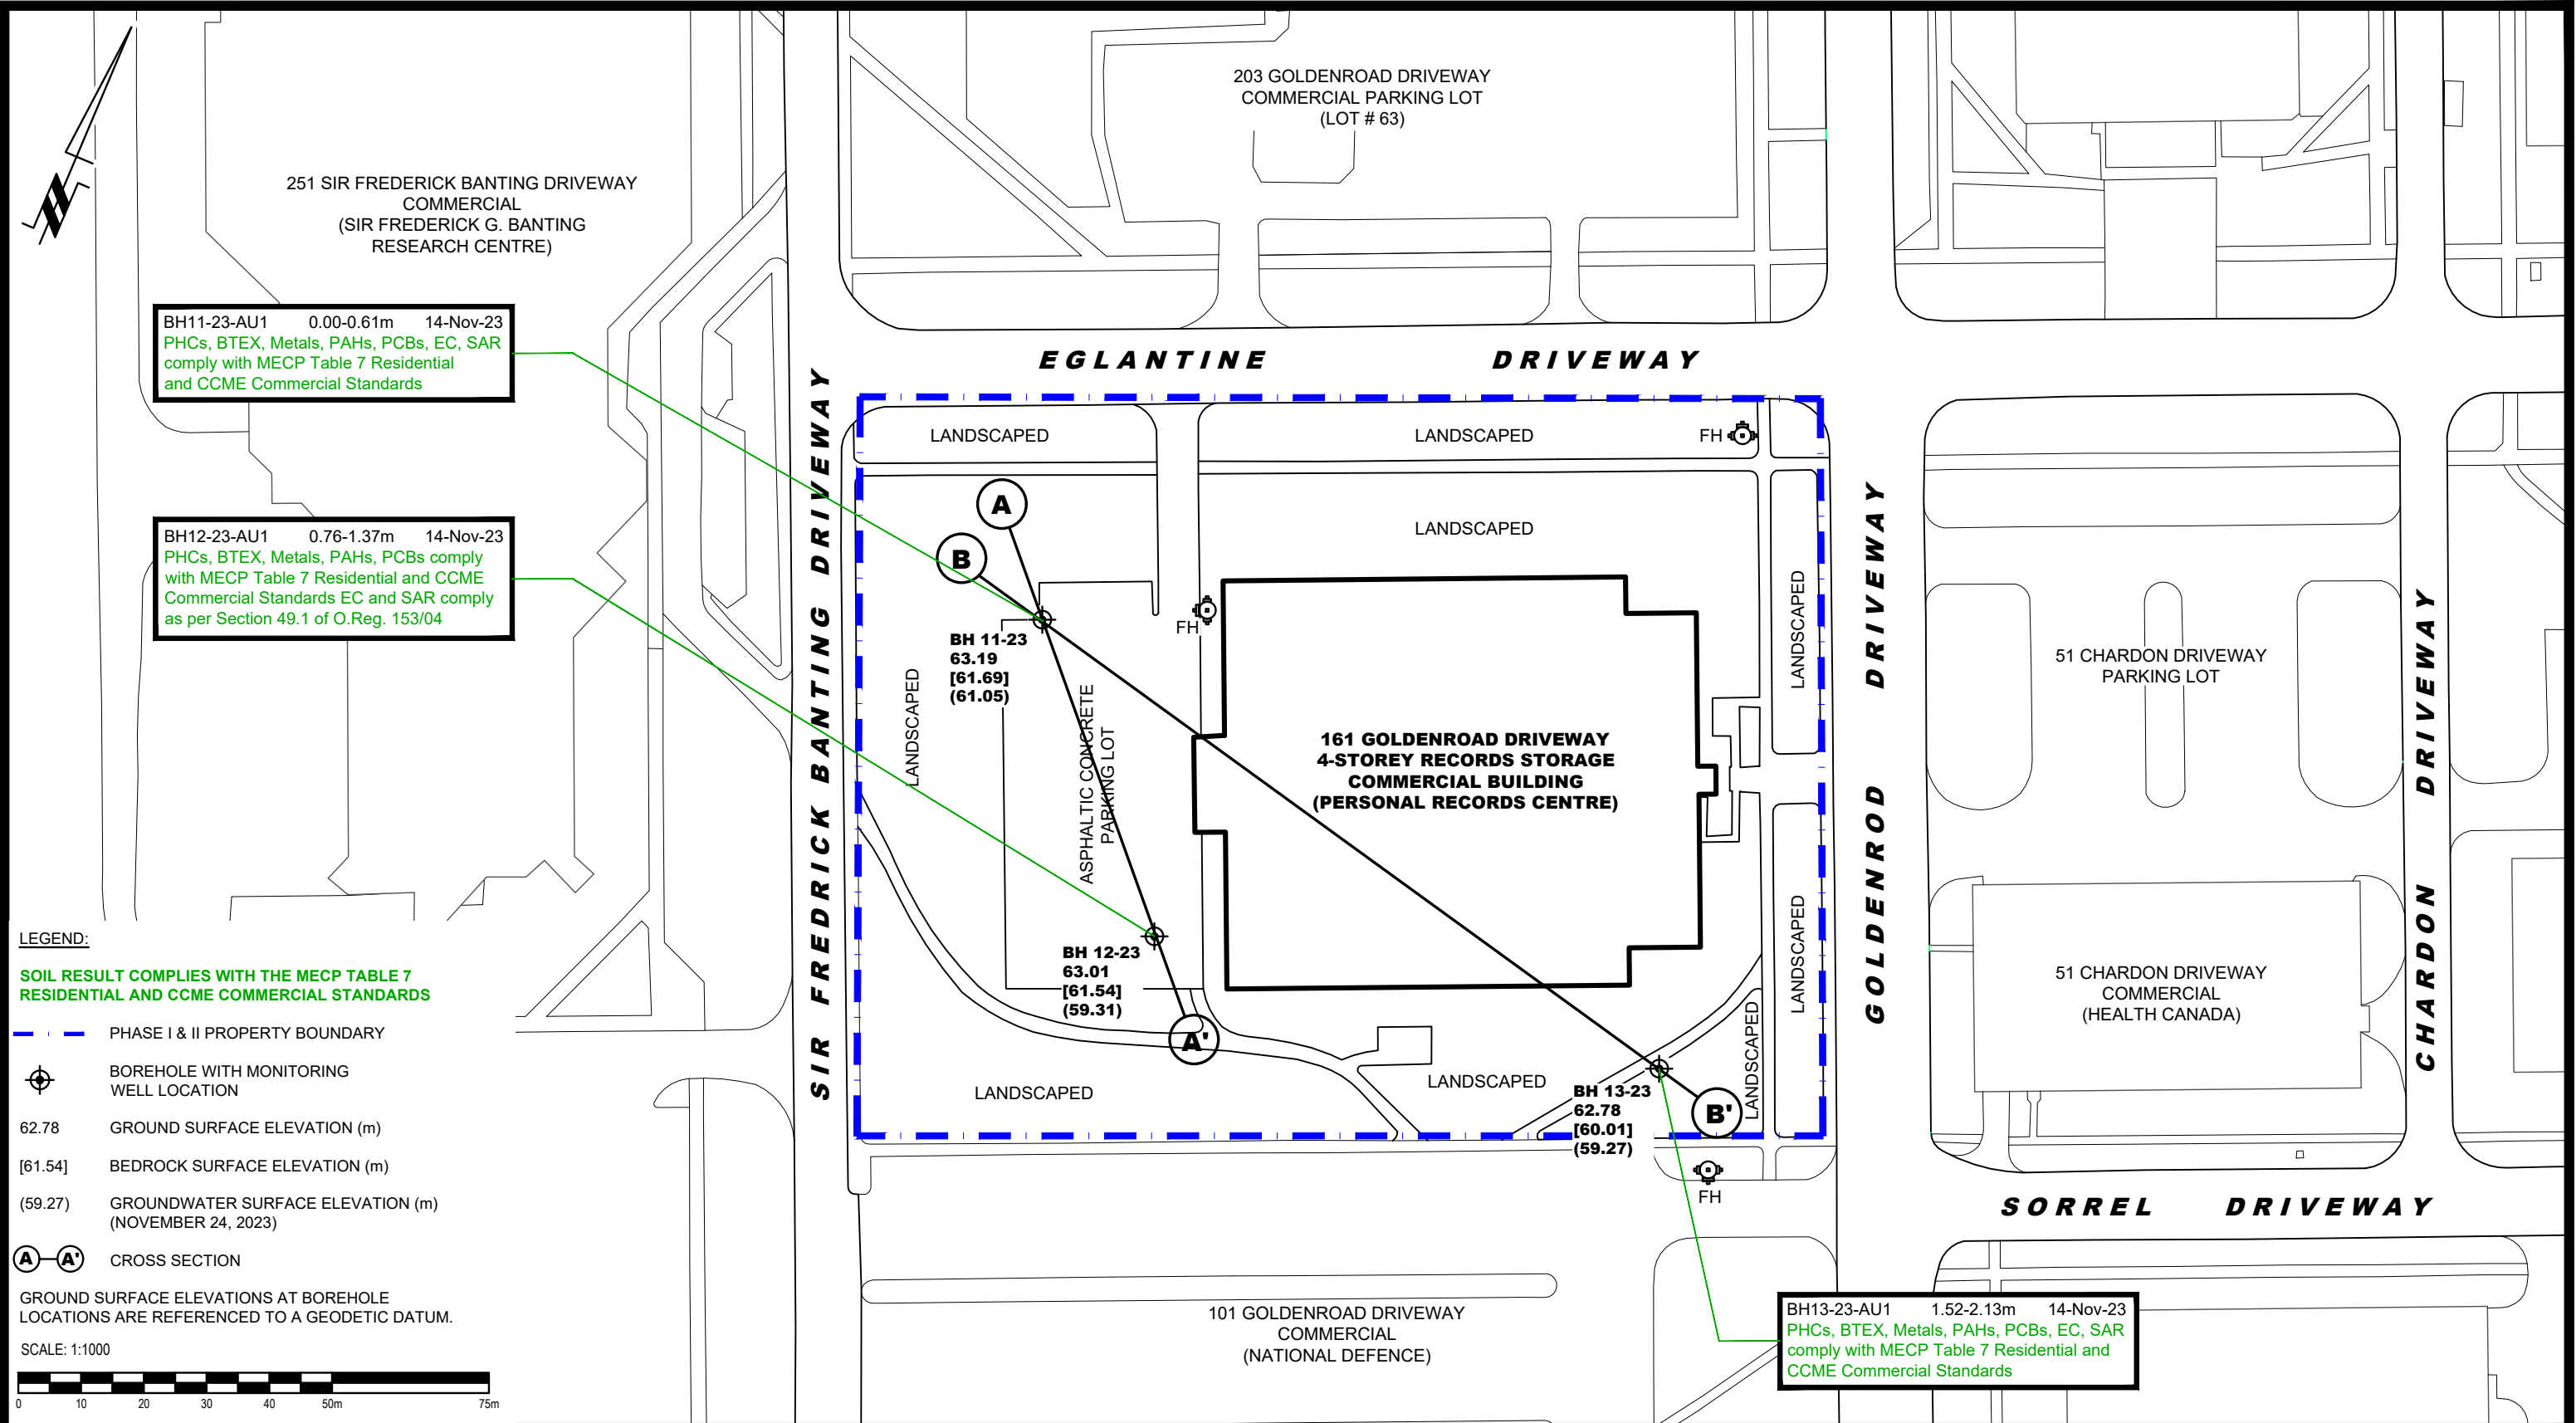 203 GOLDENROAD DRIVEWAY
COMMERCIAL PARKING LOT
(LOT # 63)
251 SIR FREDERICK BANTING DRIVEWAY
COMMERCIAL
(SIR FREDERICK G. BANTING
RESEARCH CENTRE)
BH11-23-AU1 0.00-0.61m 14-Nov-23
PHCs, BTEX, Metals, PAHs, PCBs, EC, SAR
comply with MECP Table 7 Residential
and CCME Commercial Standards
EGLANTINE DRIVEWAY
BH12-23-AU1 0.76-1.37m 14-Nov-23
PHCs, BTEX, Metals, PAHs, PCBs comply
with MECP Table 7 Residential and CCME
Commercial Standards EC and SAR comply
as per Section 49.1 of O.Reg. 153/04
SIR FREDRICK BANTING DRIVEWAY
LANDSCAPED
LANDSCAPED
FH
A
B
LANDSCAPED
FH
BH 11-23
63.19
[61.69]
(61.05)
LANDSCAPED
ASPHALTIC CONCRETE
PARKING LOT
161 GOLDENROAD DRIVEWAY
4-STOREY RECORDS STORAGE
COMMERCIAL BUILDING
(PERSONAL RECORDS CENTRE)
LANDSCAPED
LANDSCAPED
LANDSCAPED
GOLDENROD DRIVEWAY
51 CHARDON DRIVEWAY
PARKING LOT
CHARDON DRIVEWAY
51 CHARDON DRIVEWAY
COMMERCIAL
(HEALTH CANADA)
BH 12-23
63.01
[61.54]
(59.31)
A'
LANDSCAPED
LANDSCAPED
BH 13-23
62.78
[60.01]
(59.27)
B'
FH
SORREL DRIVEWAY
101 GOLDENROAD DRIVEWAY
COMMERCIAL
(NATIONAL DEFENCE)
BH13-23-AU1 1.52-2.13m 14-Nov-23
PHCs, BTEX, Metals, PAHs, PCBs, EC, SAR
comply with MECP Table 7 Residential and
CCME Commercial Standards
LEGEND:
SOIL RESULT COMPLIES WITH THE MECP TABLE 7
RESIDENTIAL AND CCME COMMERCIAL STANDARDS
PHASE I & II PROPERTY BOUNDARY
BOREHOLE WITH MONITORING
WELL LOCATION
62.78 GROUND SURFACE ELEVATION (m)
[61.54] BEDROCK SURFACE ELEVATION (m)
(59.27) GROUNDWATER SURFACE ELEVATION (m)
(NOVEMBER 24, 2023)
A A' CROSS SECTION
GROUND SURFACE ELEVATIONS AT BOREHOLE
LOCATIONS ARE REFERENCED TO A GEODETIC DATUM.
SCALE: 1:1000
0 10 20 30 40 50m 75m